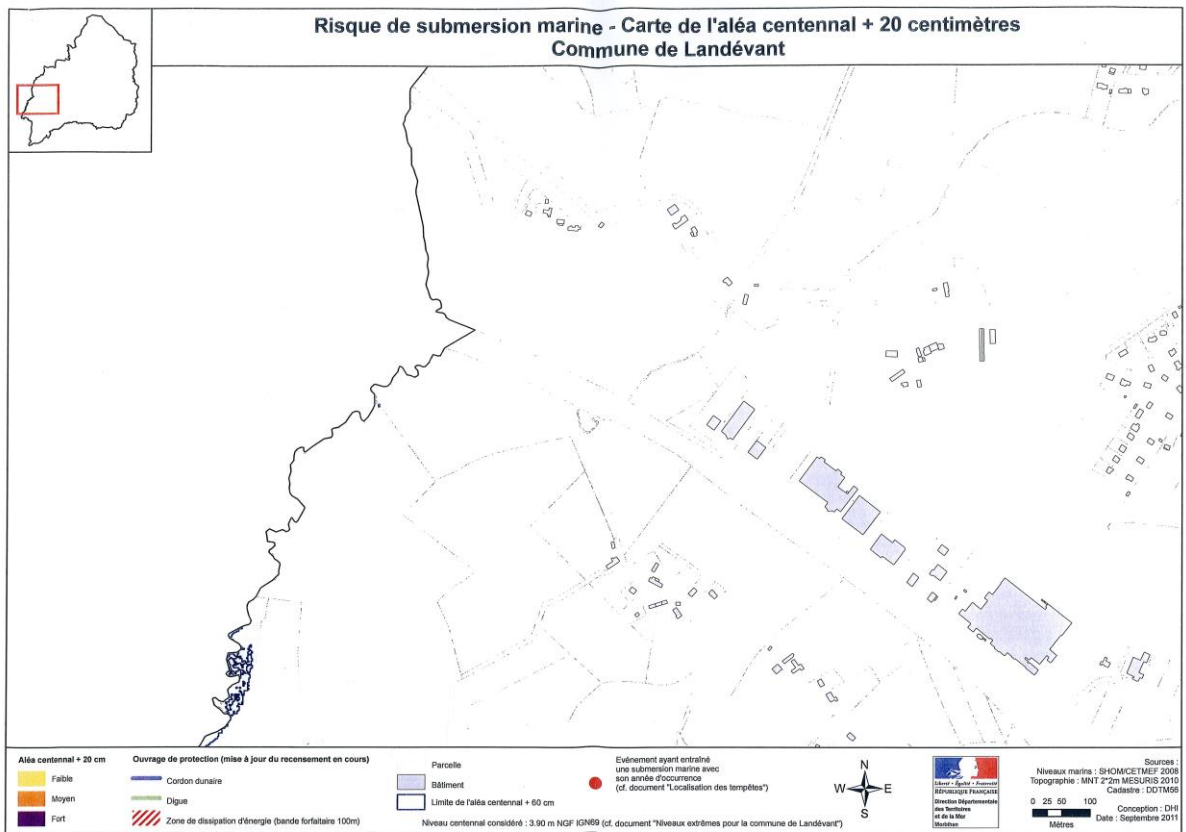 Risque de submersion marine - Carte de l'aléa centennal + 20 centimètres
Commune de Landévant
Aléa centennal + 20 cm
Faible
Moyen
Fort
Ouvrage de protection (mise à jour du recensement en cours)
Cordon dunaire
Digue
Zone de dissipation d'énergie (bande forfaitaire 100m)
Parcelle
Bâtiment
Limite de l'aléa centennal + 60 cm
Evénement ayant entraîné
une submersion marine avec
son année d'occurrence
(cf. document "Localisation des tempêtes")
Niveau centennal considéré : 3.90 m NGF IGN69 (cf. document "Niveaux extrêmes pour la commune de Landévant")
N
W E
S
Liberté • Égalité • Fraternité
RÉPUBLIQUE FRANÇAISE
Direction Départementale
des Territoires
et de la Mer
Morbihan
Sources :
Niveaux marins : SHOM/CETMEF 2008
Topographie : MNT 2*2m MESURIS 2010
Cadastre : DDTM56
0 25 50 100
Mètres
Conception : DHI
Date : Septembre 2011